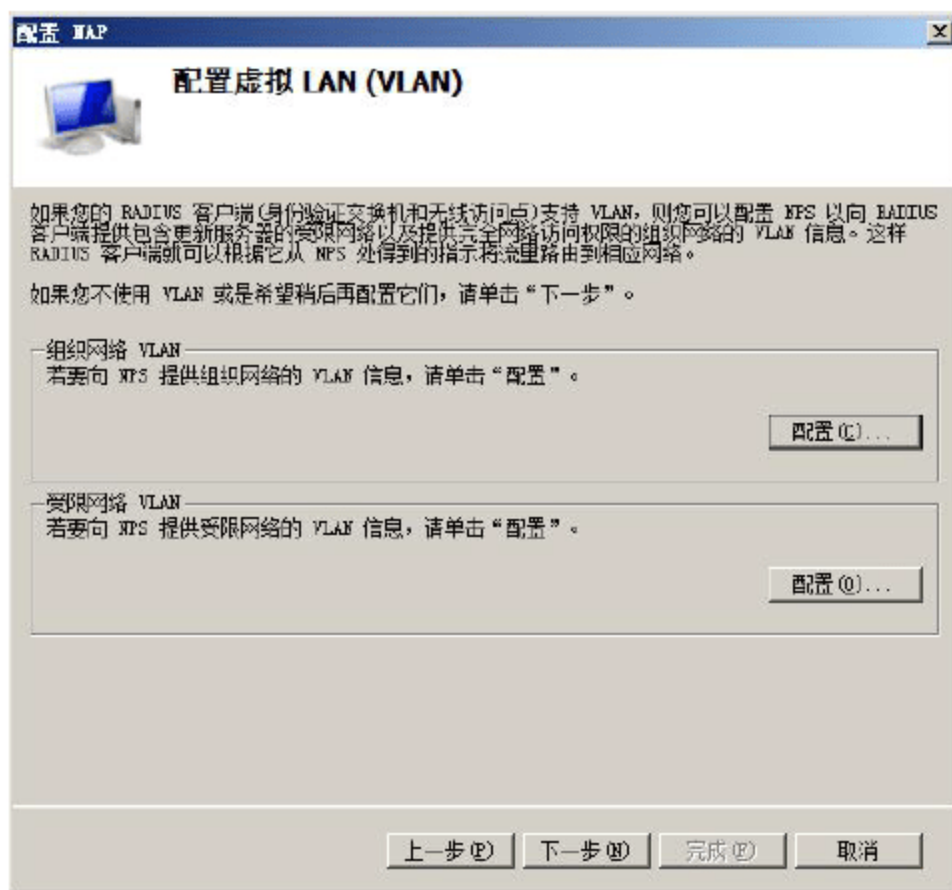 配置 NAP
配置虚拟 LAN (VLAN)
如果您的 RADIUS 客户端(身份验证交换机和无线访问点)支持 VLAN，则您可以配置 NPS 以向 RADIUS
客户端提供包含更新服务器的受限网络以及提供完全网络访问权限的组织网络的 VLAN 信息。这样
RADIUS 客户端就可以根据它从 NPS 处得到的指示将流量路由到相应网络。
如果您不使用 VLAN 或是希望稍后再配置它们，请单击“下一步”。
组织网络 VLAN
若要向 NPS 提供组织网络的 VLAN 信息，请单击“配置”。
配置(C)...
受限网络 VLAN
若要向 NPS 提供受限网络的 VLAN 信息，请单击“配置”。
配置(O)...
上一步(P) 下一步(N) 完成(F) 取消